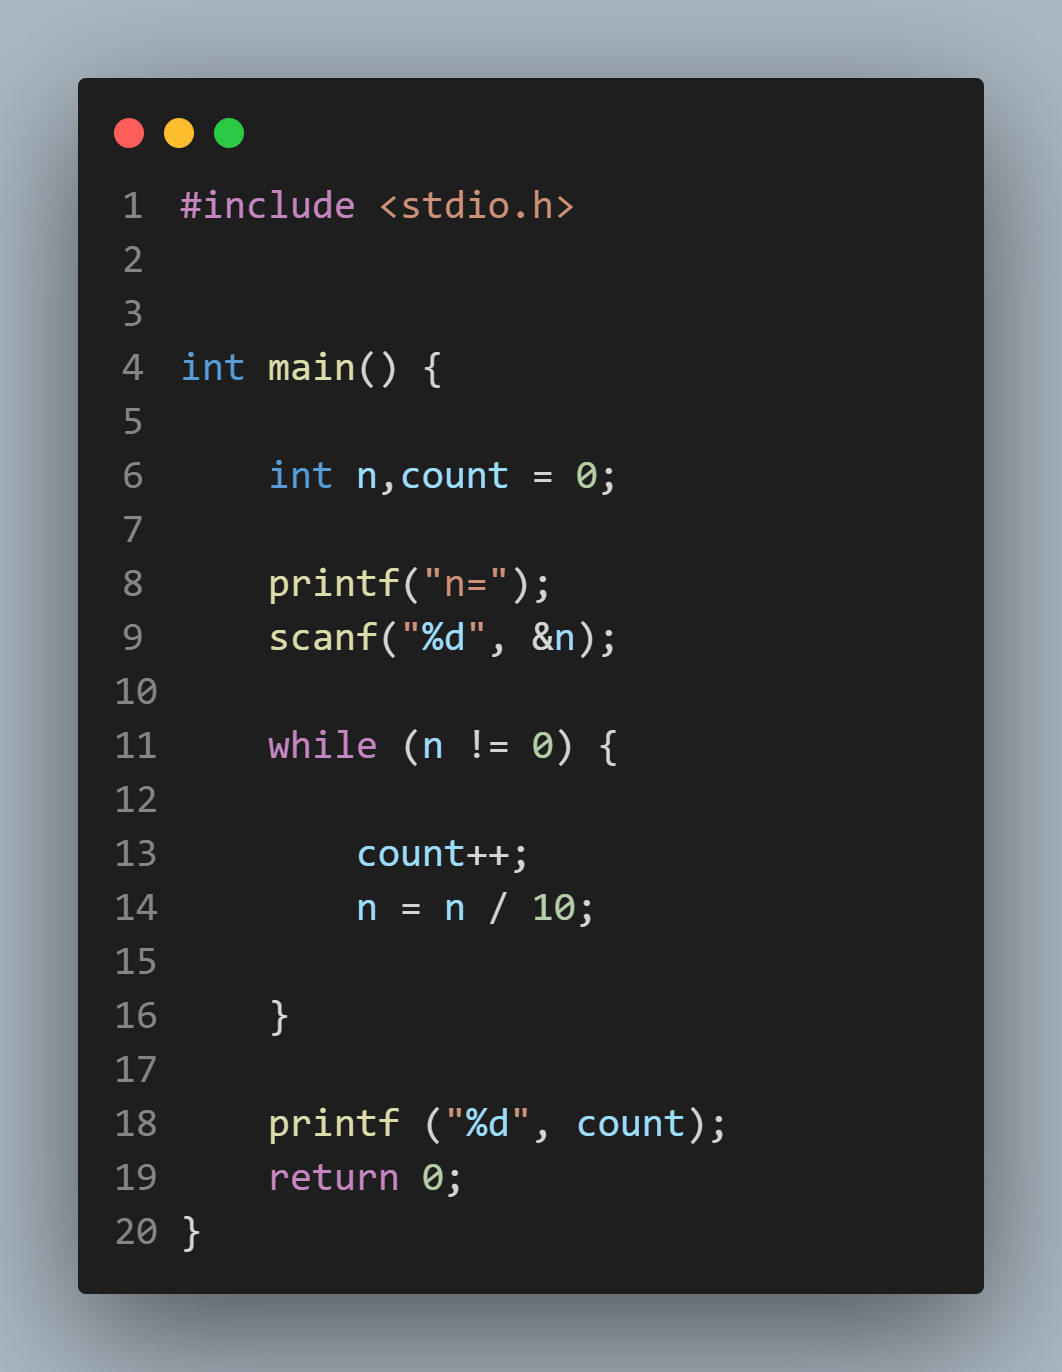 1 #include <stdio.h>
2
3
4 int main() {
5
6     int n,count = 0;
7
8     printf("n=");
9     scanf("%d", &n);
10
11     while (n != 0) {
12
13         count++;
14         n = n / 10;
15
16     }
17
18     printf ("%d", count);
19     return 0;
20 }